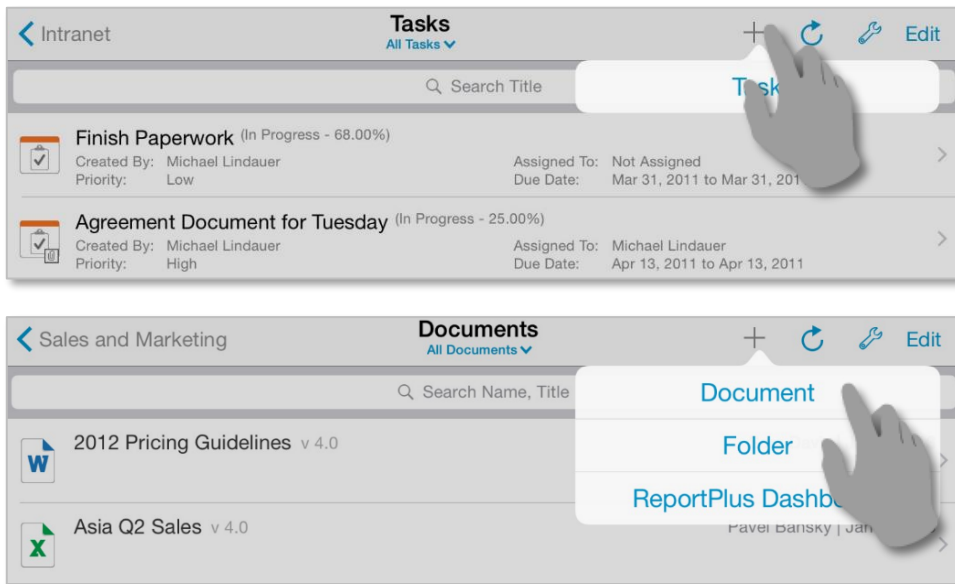 Intranet
Tasks
All Tasks
Edit
Search Title
Finish Paperwork (In Progress - 68.00%)
Created By: Michael Lindauer Assigned To: Not Assigned
Priority: Low Due Date: Mar 31, 2011 to Mar 31,
Agreement Document for Tuesday (In Progress - 25.00%)
Created By: Michael Lindauer Assigned To: Michael Lindauer
Priority: High Due Date: Apr 13, 2011 to Apr 13, 2011
Sales and Marketing
Documents
All Documents
Edit
Search Name, Title
Document
Folder
ReportPlus
2012 Pricing Guidelines v 4.0
W
Asia Q2 Sales v 4.0
Pavel Bansky |
X